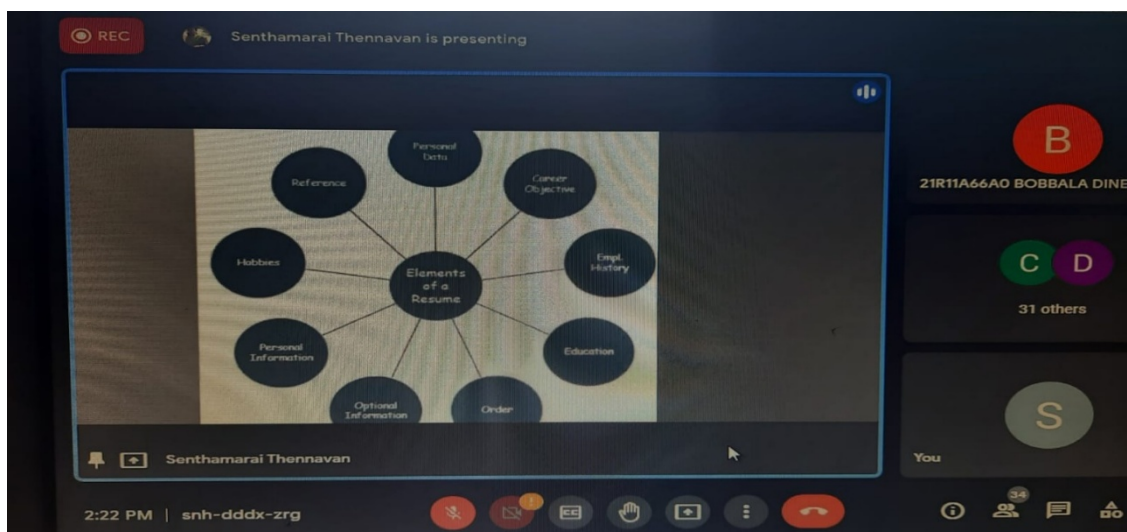 REC
Senthamarai Thennavan is presenting
Personal
Data
Reference
Career
Objective
Hobbies
Elements
of a
Resume
Empl.
History
Personal
Information
Education
Optional
Information
Order
Senthamarai Thennavan
B
21R11A66A0 BOBBALA DINE
C D
31 others
S
You
2:22 PM | snh-dddx-zrg
CC
34